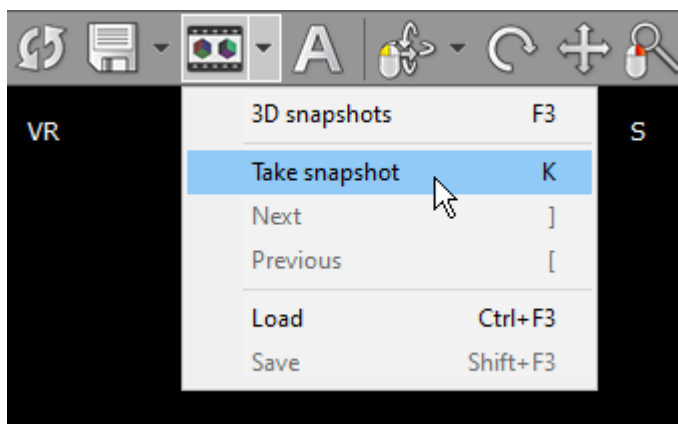 A
VR
S
3D snapshots F3
Take snapshot K
Next ]
Previous [
Load Ctrl+F3
Save Shift+F3